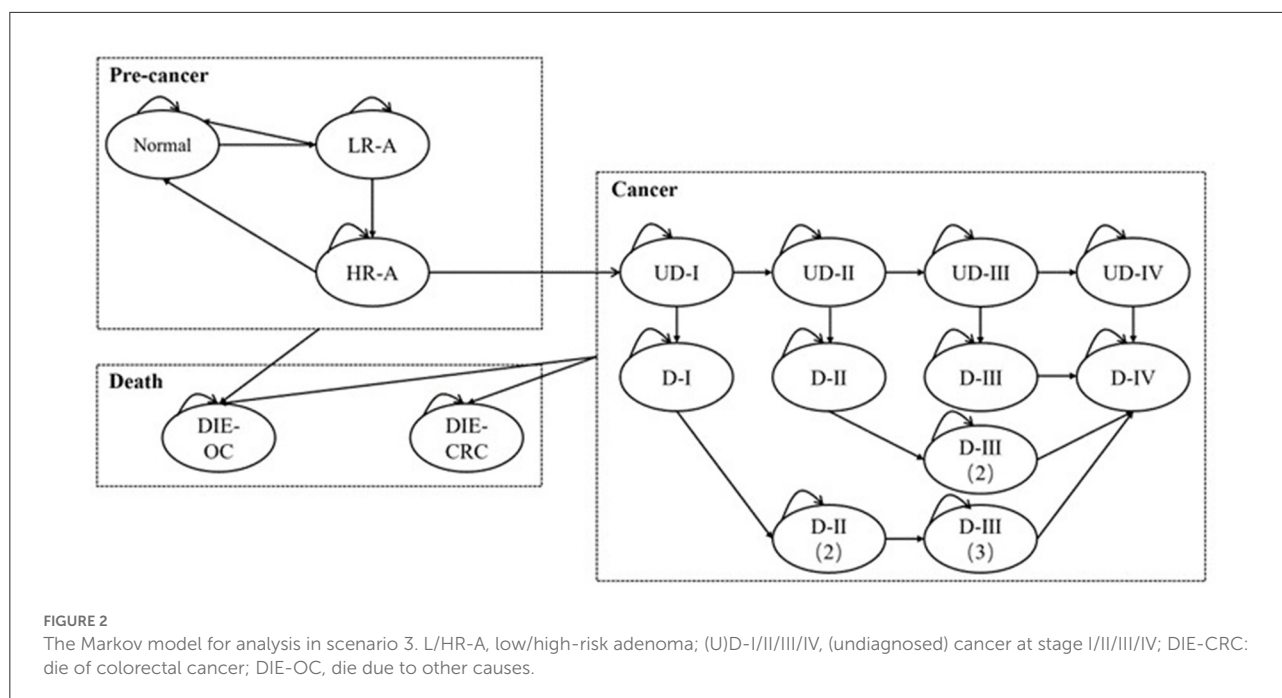 Pre-cancer
Normal
LR-A
HR-A
Cancer
UD-I
UD-II
UD-III
UD-IV
D-I
D-II
D-III
D-IV
D-III
(2)
D-II
(2)
D-III
(3)
Death
DIE-
OC
DIE-
CRC
FIGURE 2
The Markov model for analysis in scenario 3. L/HR-A, low/high-risk adenoma; (U)D-I/II/III/IV, (undiagnosed) cancer at stage I/II/III/IV; DIE-CRC:
die of colorectal cancer; DIE-OC, die due to other causes.